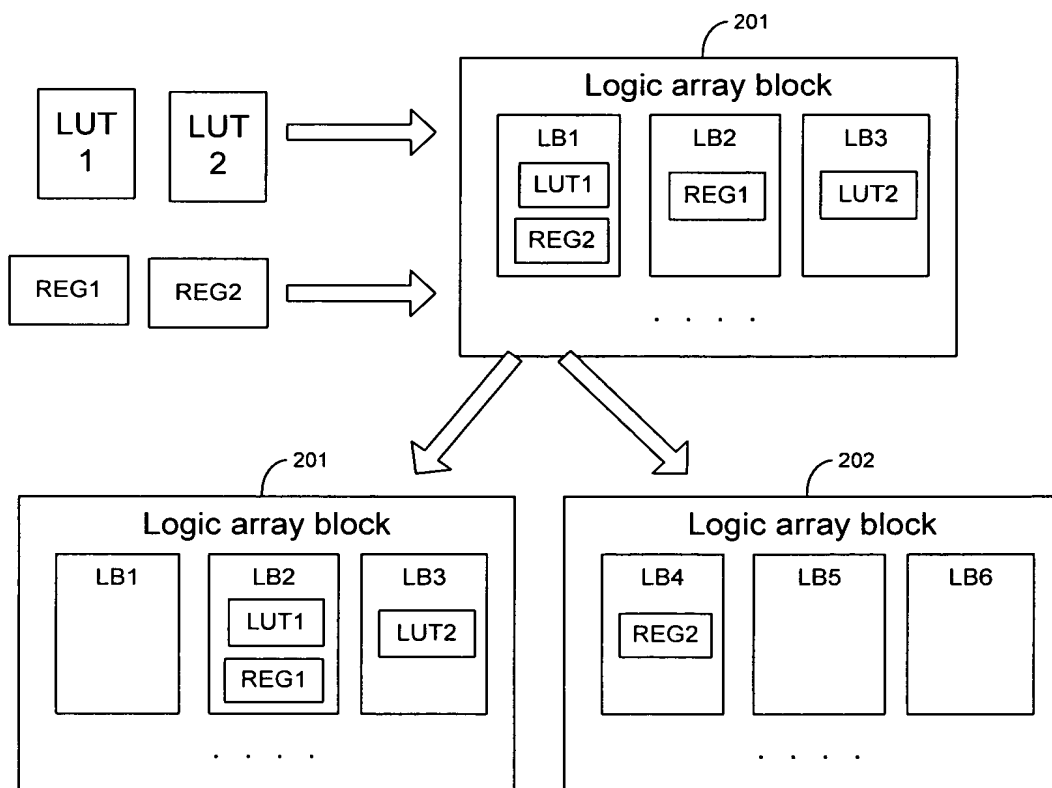 201
Logic array block
LUT
1
LUT
2
LB1
LB2
LB3
LUT1
REG1
LUT2
REG2
REG1
REG2
. . . .
201
202
Logic array block
Logic array block
LB1
LB2
LB3
LB4
LB5
LB6
LUT1
LUT2
REG2
REG1
. . . .
. . . .